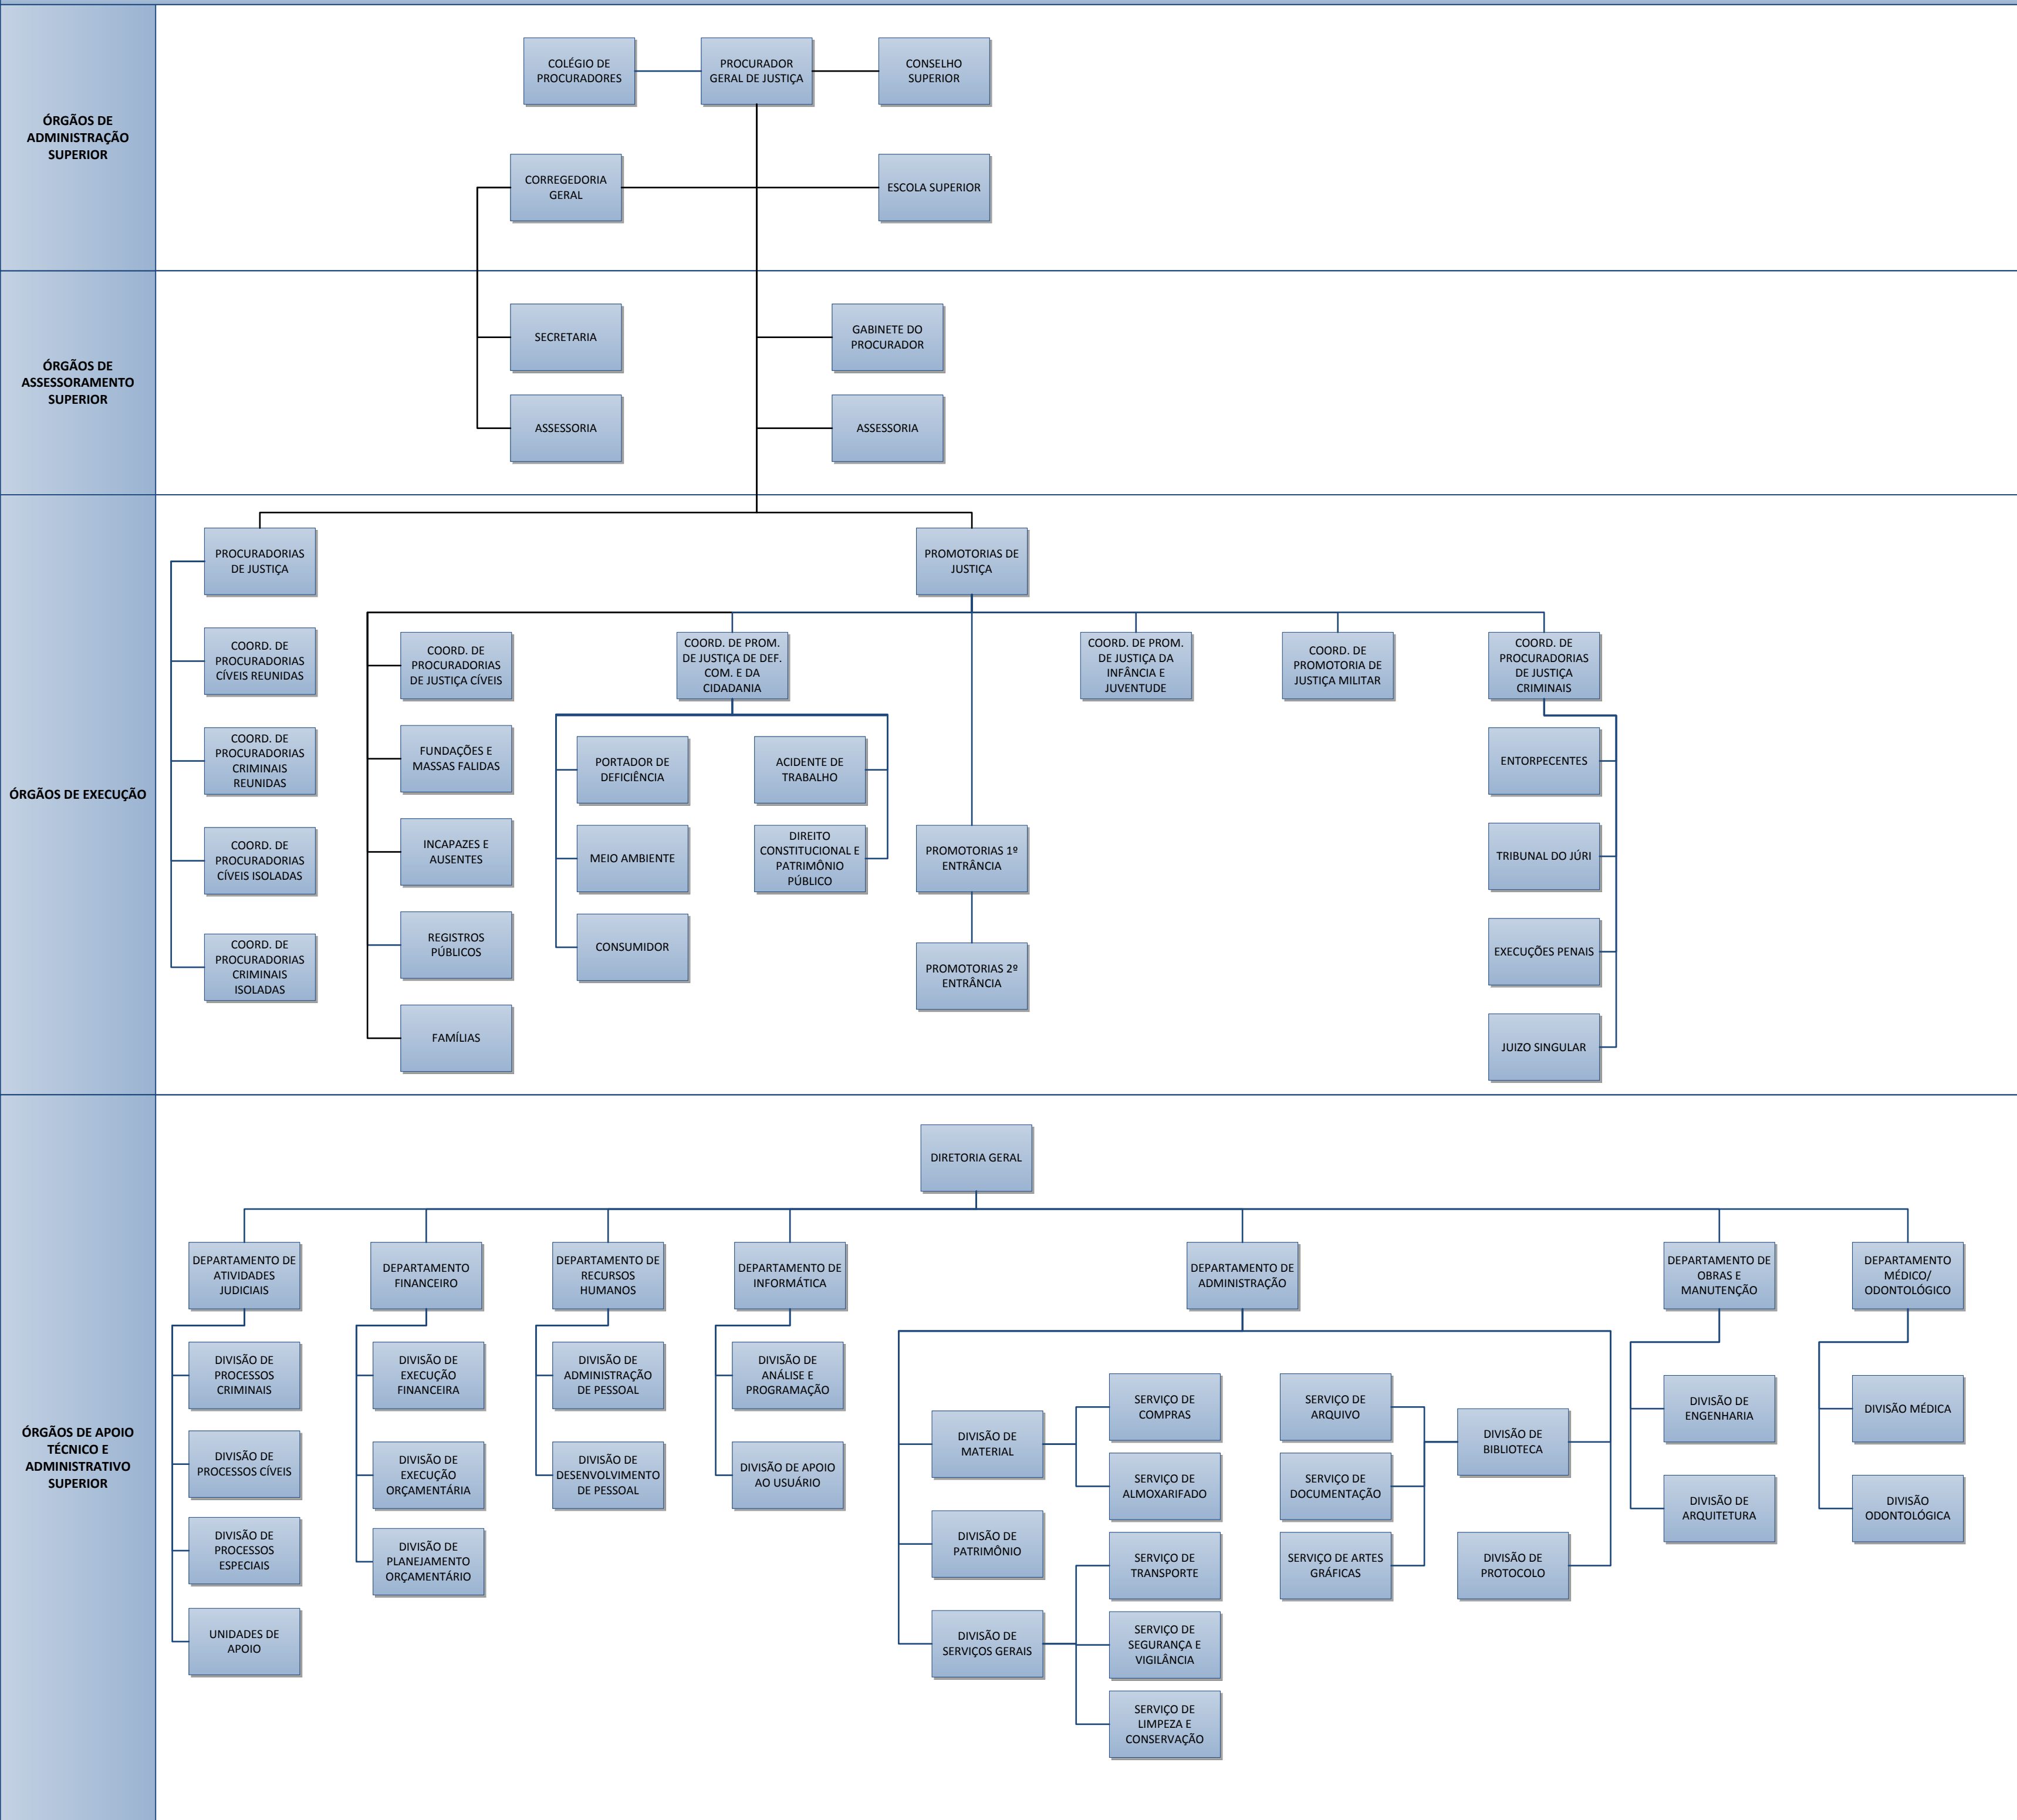 ÓRGÃOS DE
ADMINISTRAÇÃO
SUPERIOR
COLÉGIO DE
PROCURADORES
PROCURADOR
GERAL DE JUSTIÇA
CONSELHO
SUPERIOR
CORREGEDORIA
GERAL
ESCOLA SUPERIOR
ÓRGÃOS DE
ASSESSORAMENTO
SUPERIOR
SECRETARIA
GABINETE DO
PROCURADOR
ASSESSORIA
ASSESSORIA
ÓRGÃOS DE EXECUÇÃO
PROCURADORIAS
DE JUSTIÇA
PROMOTORIAS DE
JUSTIÇA
COORD. DE
PROCURADORIAS
CÍVEIS REUNIDAS
COORD. DE
PROCURADORIAS
CRIMINAIS
REUNIDAS
COORD. DE
PROCURADORIAS
CÍVEIS ISOLADAS
COORD. DE
PROCURADORIAS
CRIMINAIS
ISOLADAS
COORD. DE
PROCURADORIAS
DE JUSTIÇA CÍVEIS
FUNDAÇÕES E
MASSAS FALIDAS
INCAPAZES E
AUSENTES
REGISTROS
PÚBLICOS
FAMÍLIAS
COORD. DE PROM.
DE JUSTIÇA DE DEF.
COM. E DA
CIDADANIA
PORTADOR DE
DEFICIÊNCIA
MEIO AMBIENTE
CONSUMIDOR
ACIDENTE DE
TRABALHO
DIREITO
CONSTITUCIONAL E
PATRIMÔNIO
PÚBLICO
PROMOTORIAS 1º
ENTRÂNCIA
PROMOTORIAS 2º
ENTRÂNCIA
COORD. DE PROM.
DE JUSTIÇA DA
INFÂNCIA E
JUVENTUDE
COORD. DE
PROMOTORIA DE
JUSTIÇA MILITAR
COORD. DE
PROCURADORIAS
DE JUSTIÇA
CRIMINAIS
ENTORPECENTES
TRIBUNAL DO JÚRI
EXECUÇÕES PENAIS
JUIZO SINGULAR
ÓRGÃOS DE APOIO
TÉCNICO E
ADMINISTRATIVO
SUPERIOR
DIRETORIA GERAL
DEPARTAMENTO DE
ATIVIDADES
JUDICIAIS
DIVISÃO DE
PROCESSOS
CRIMINAIS
DIVISÃO DE
PROCESSOS CÍVEIS
DIVISÃO DE
PROCESSOS
ESPECIAIS
UNIDADES DE
APOIO
DEPARTAMENTO
FINANCEIRO
DIVISÃO DE
EXECUÇÃO
FINANCEIRA
DIVISÃO DE
EXECUÇÃO
ORÇAMENTÁRIA
DIVISÃO DE
PLANEJAMENTO
ORÇAMENTÁRIO
DEPARTAMENTO DE
RECURSOS
HUMANOS
DIVISÃO DE
ADMINISTRAÇÃO
DE PESSOAL
DIVISÃO DE
DESENVOLVIMENTO
DE PESSOAL
DEPARTAMENTO DE
INFORMÁTICA
DIVISÃO DE
ANÁLISE E
PROGRAMAÇÃO
DIVISÃO DE APOIO
AO USUÁRIO
DEPARTAMENTO DE
ADMINISTRAÇÃO
DIVISÃO DE
MATERIAL
DIVISÃO DE
PATRIMÔNIO
DIVISÃO DE
SERVIÇOS GERAIS
SERVIÇO DE
COMPRAS
SERVIÇO DE
ALMOXARIFADO
SERVIÇO DE
TRANSPORTE
SERVIÇO DE
SEGURANÇA E
VIGILÂNCIA
SERVIÇO DE
LIMPEZA E
CONSERVAÇÃO
SERVIÇO DE
ARQUIVO
SERVIÇO DE
DOCUMENTAÇÃO
SERVIÇO DE ARTES
GRÁFICAS
DIVISÃO DE
BIBLIOTECA
DIVISÃO DE
PROTOCOLO
DEPARTAMENTO DE
OBRAS E
MANUTENÇÃO
DIVISÃO DE
ENGENHARIA
DIVISÃO DE
ARQUITETURA
DEPARTAMENTO
MÉDICO/
ODONTOLÓGICO
DIVISÃO MÉDICA
DIVISÃO
ODONTOLÓGICA